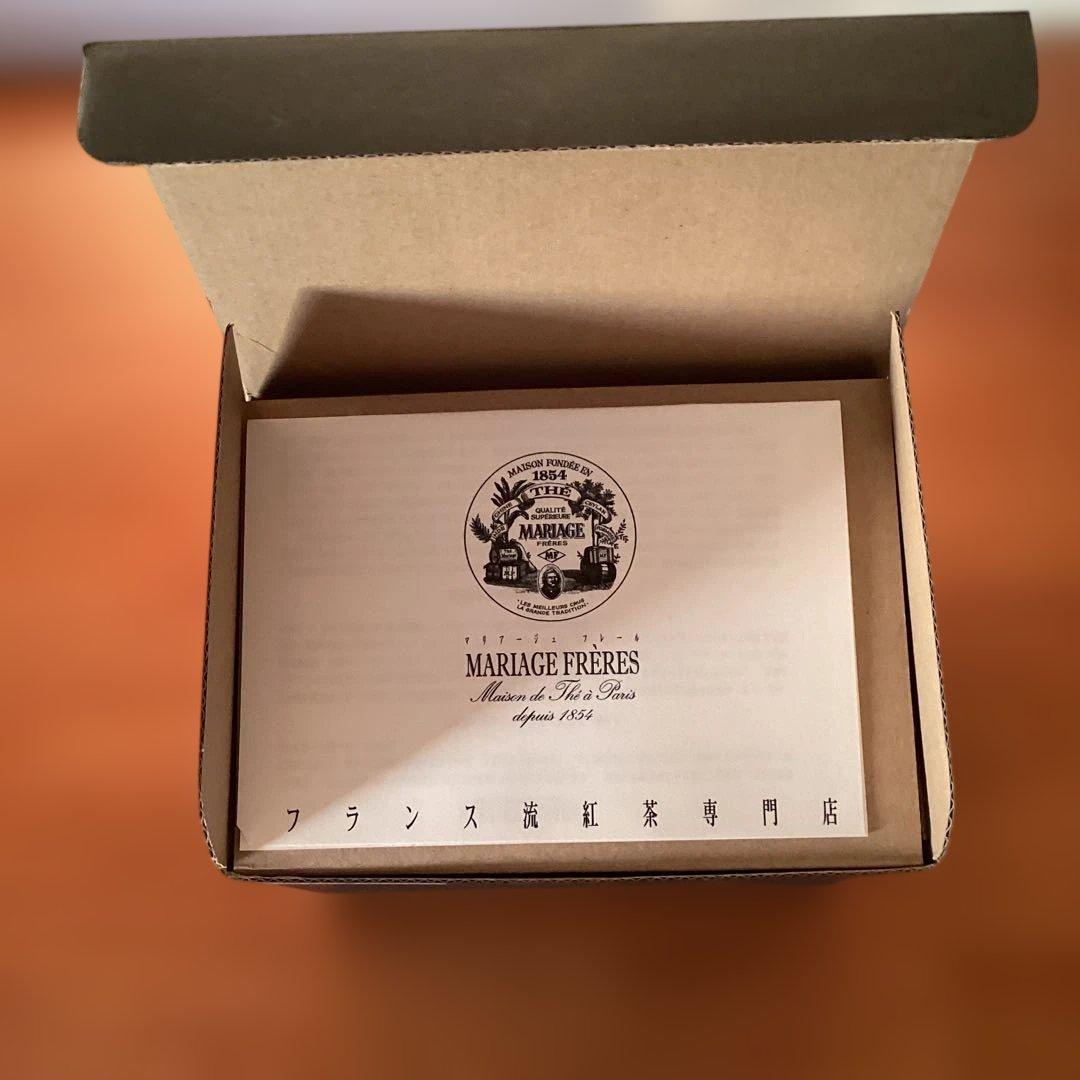 MAISON FONDÉE EN
1854
THÉ
CHINE
CEYLAN
QUALITÉ
SUPÉRIEURE
MARIAGE
FRÈRES
MF
"LES MEILLEURS CRUS
LA GRANDE TRADITION"
マリアージュ フレール
MARIAGE FRÈRES
Maison de Thé à Paris
depuis 1854
フランス流紅茶専門店